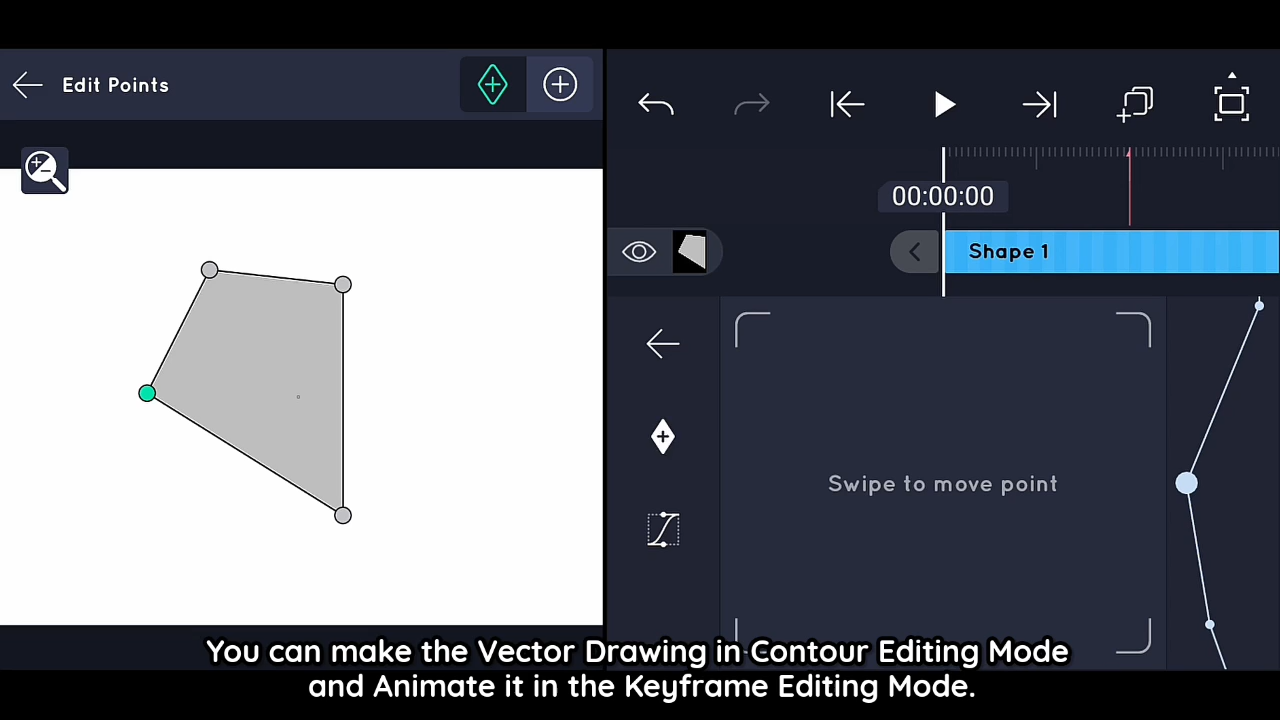 Edit Points
00:00:00
Shape 1
Swipe to move point
You can make the Vector Drawing in Contour Editing Mode
and Animate it in the Keyframe Editing Mode.